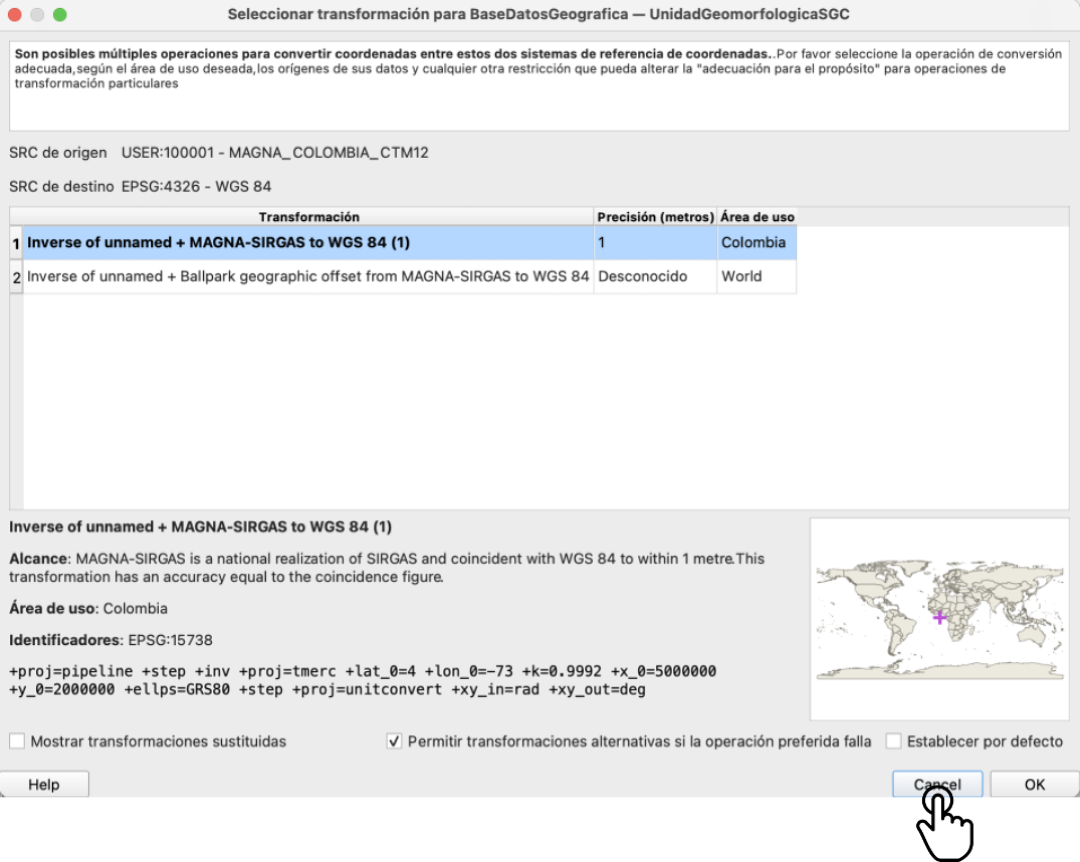 Seleccionar transformación para BaseDatosGeografica — UnidadGeomorfologicaSGC
Son posibles múltiples operaciones para convertir coordenadas entre estos dos sistemas de referencia de coordenadas..Por favor seleccione la operación de conversión
adecuada,según el área de uso deseada,los orígenes de sus datos y cualquier otra restricción que pueda alterar la "adecuación para el propósito" para operaciones de
transformación particulares
SRC de origen USER:100001 - MAGNA_COLOMBIA_CTM12
SRC de destino EPSG:4326 - WGS 84
Transformación Precisión (metros) Área de uso
1 Inverse of unnamed + MAGNA-SIRGAS to WGS 84 (1) 1 Colombia
2 Inverse of unnamed + Ballpark geographic offset from MAGNA-SIRGAS to WGS 84 Desconocido World
Inverse of unnamed + MAGNA-SIRGAS to WGS 84 (1)
Alcance: MAGNA-SIRGAS is a national realization of SIRGAS and coincident with WGS 84 to within 1 metre.This
transformation has an accuracy equal to the coincidence figure.
Área de uso: Colombia
Identificadores: EPSG:15738
+proj=pipeline +step +inv +proj=tmerc +lat_0=4 +lon_0=-73 +k=0.9992 +x_0=5000000
+y_0=2000000 +ellps=GRS80 +step +proj=unitconvert +xy_in=rad +xy_out=deg
Mostrar transformaciones sustituidas Permitir transformaciones alternativas si la operación preferida falla Establecer por defecto
Help Cancel OK